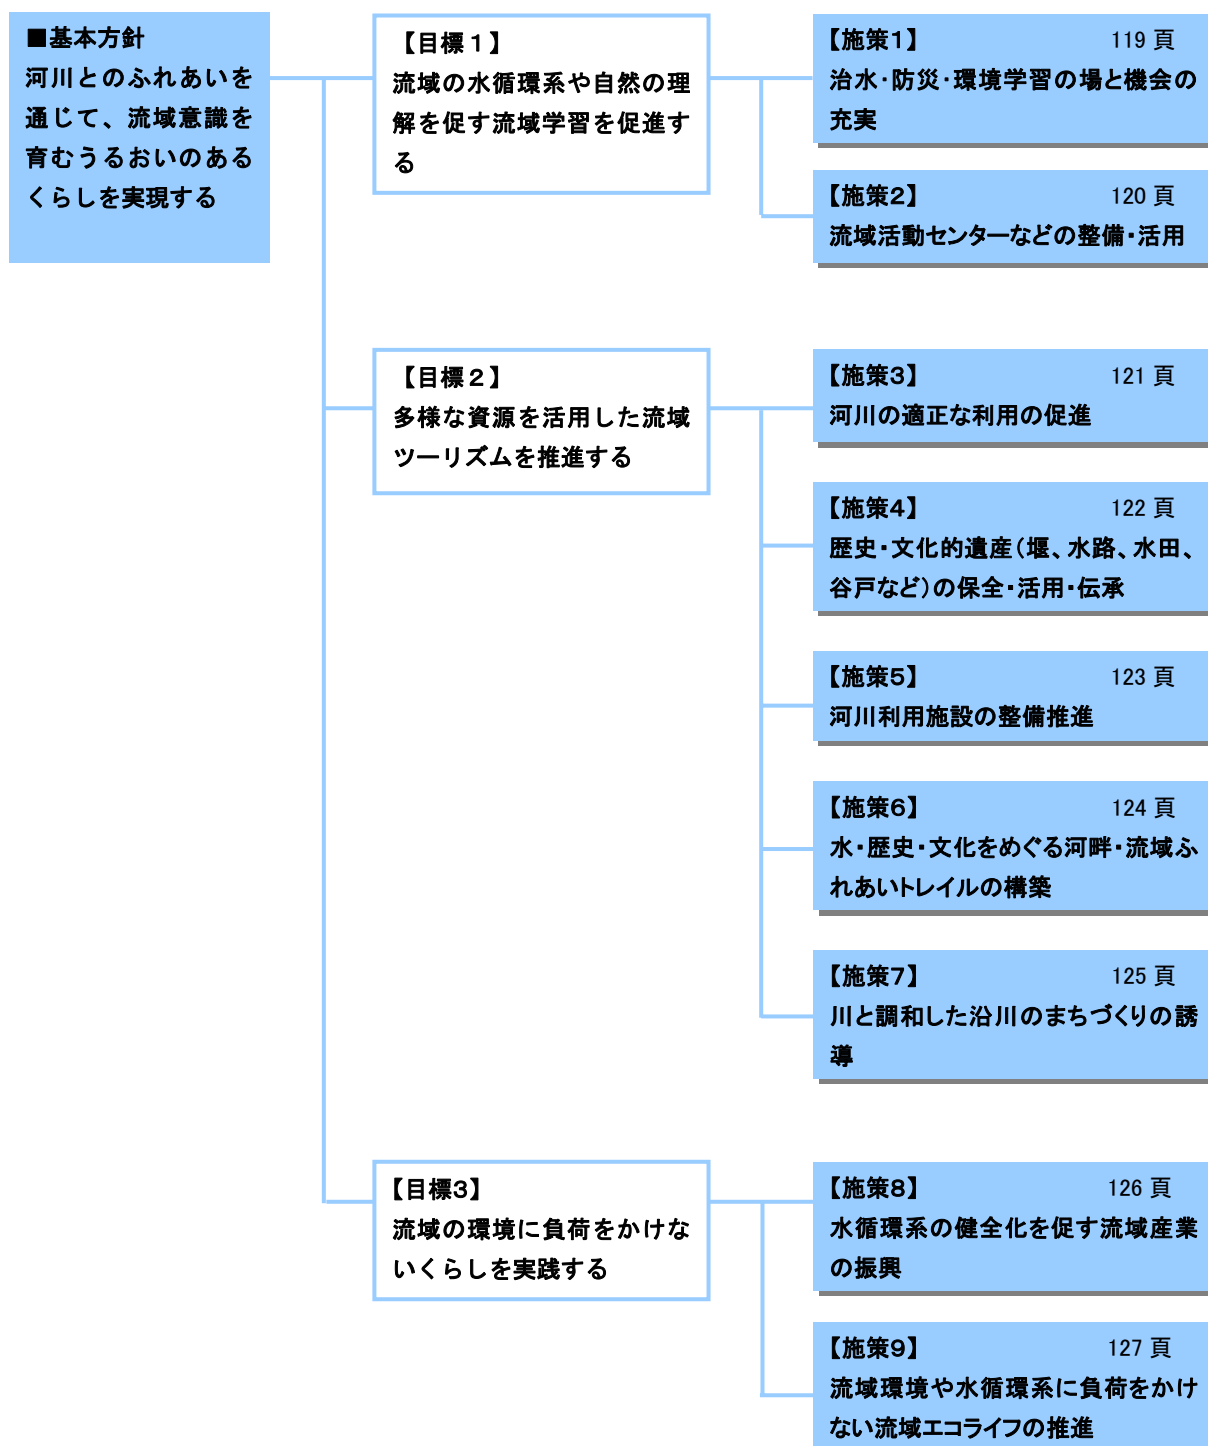 ■基本方針
河川とのふれあいを
通じて、流域意識を
育むうるおいのある
くらしを実現する
【目標１】
流域の水循環系や自然の理
解を促す流域学習を促進す
る
【施策1】 119 頁
治水・防災・環境学習の場と機会の
充実
【施策2】 120 頁
流域活動センターなどの整備・活用
【目標２】
多様な資源を活用した流域
ツーリズムを推進する
【施策3】 121 頁
河川の適正な利用の促進
【施策4】 122 頁
歴史・文化的遺産（堰、水路、水田、
谷戸など）の保全・活用・伝承
【施策5】 123 頁
河川利用施設の整備推進
【施策6】 124 頁
水・歴史・文化をめぐる河畔・流域ふ
れあいトレイルの構築
【施策7】 125 頁
川と調和した沿川のまちづくりの誘
導
【目標3】
流域の環境に負荷をかけな
いくらしを実践する
【施策8】 126 頁
水循環系の健全化を促す流域産業
の振興
【施策9】 127 頁
流域環境や水循環系に負荷をかけ
ない流域エコライフの推進